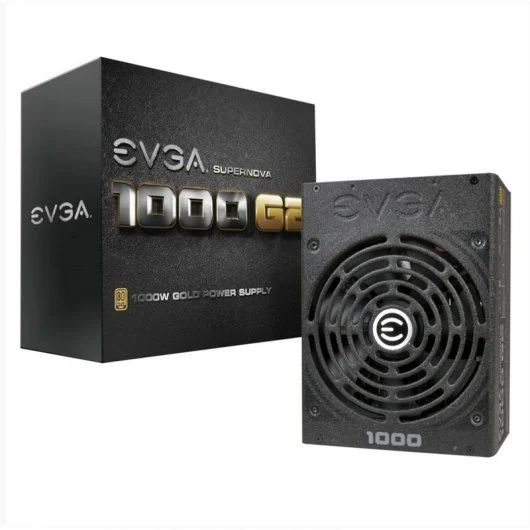 EVGA.
EVGA. SUPERNOVA
1000 G2
1000W GOLD POWER SUPPLY
EVGA
1000